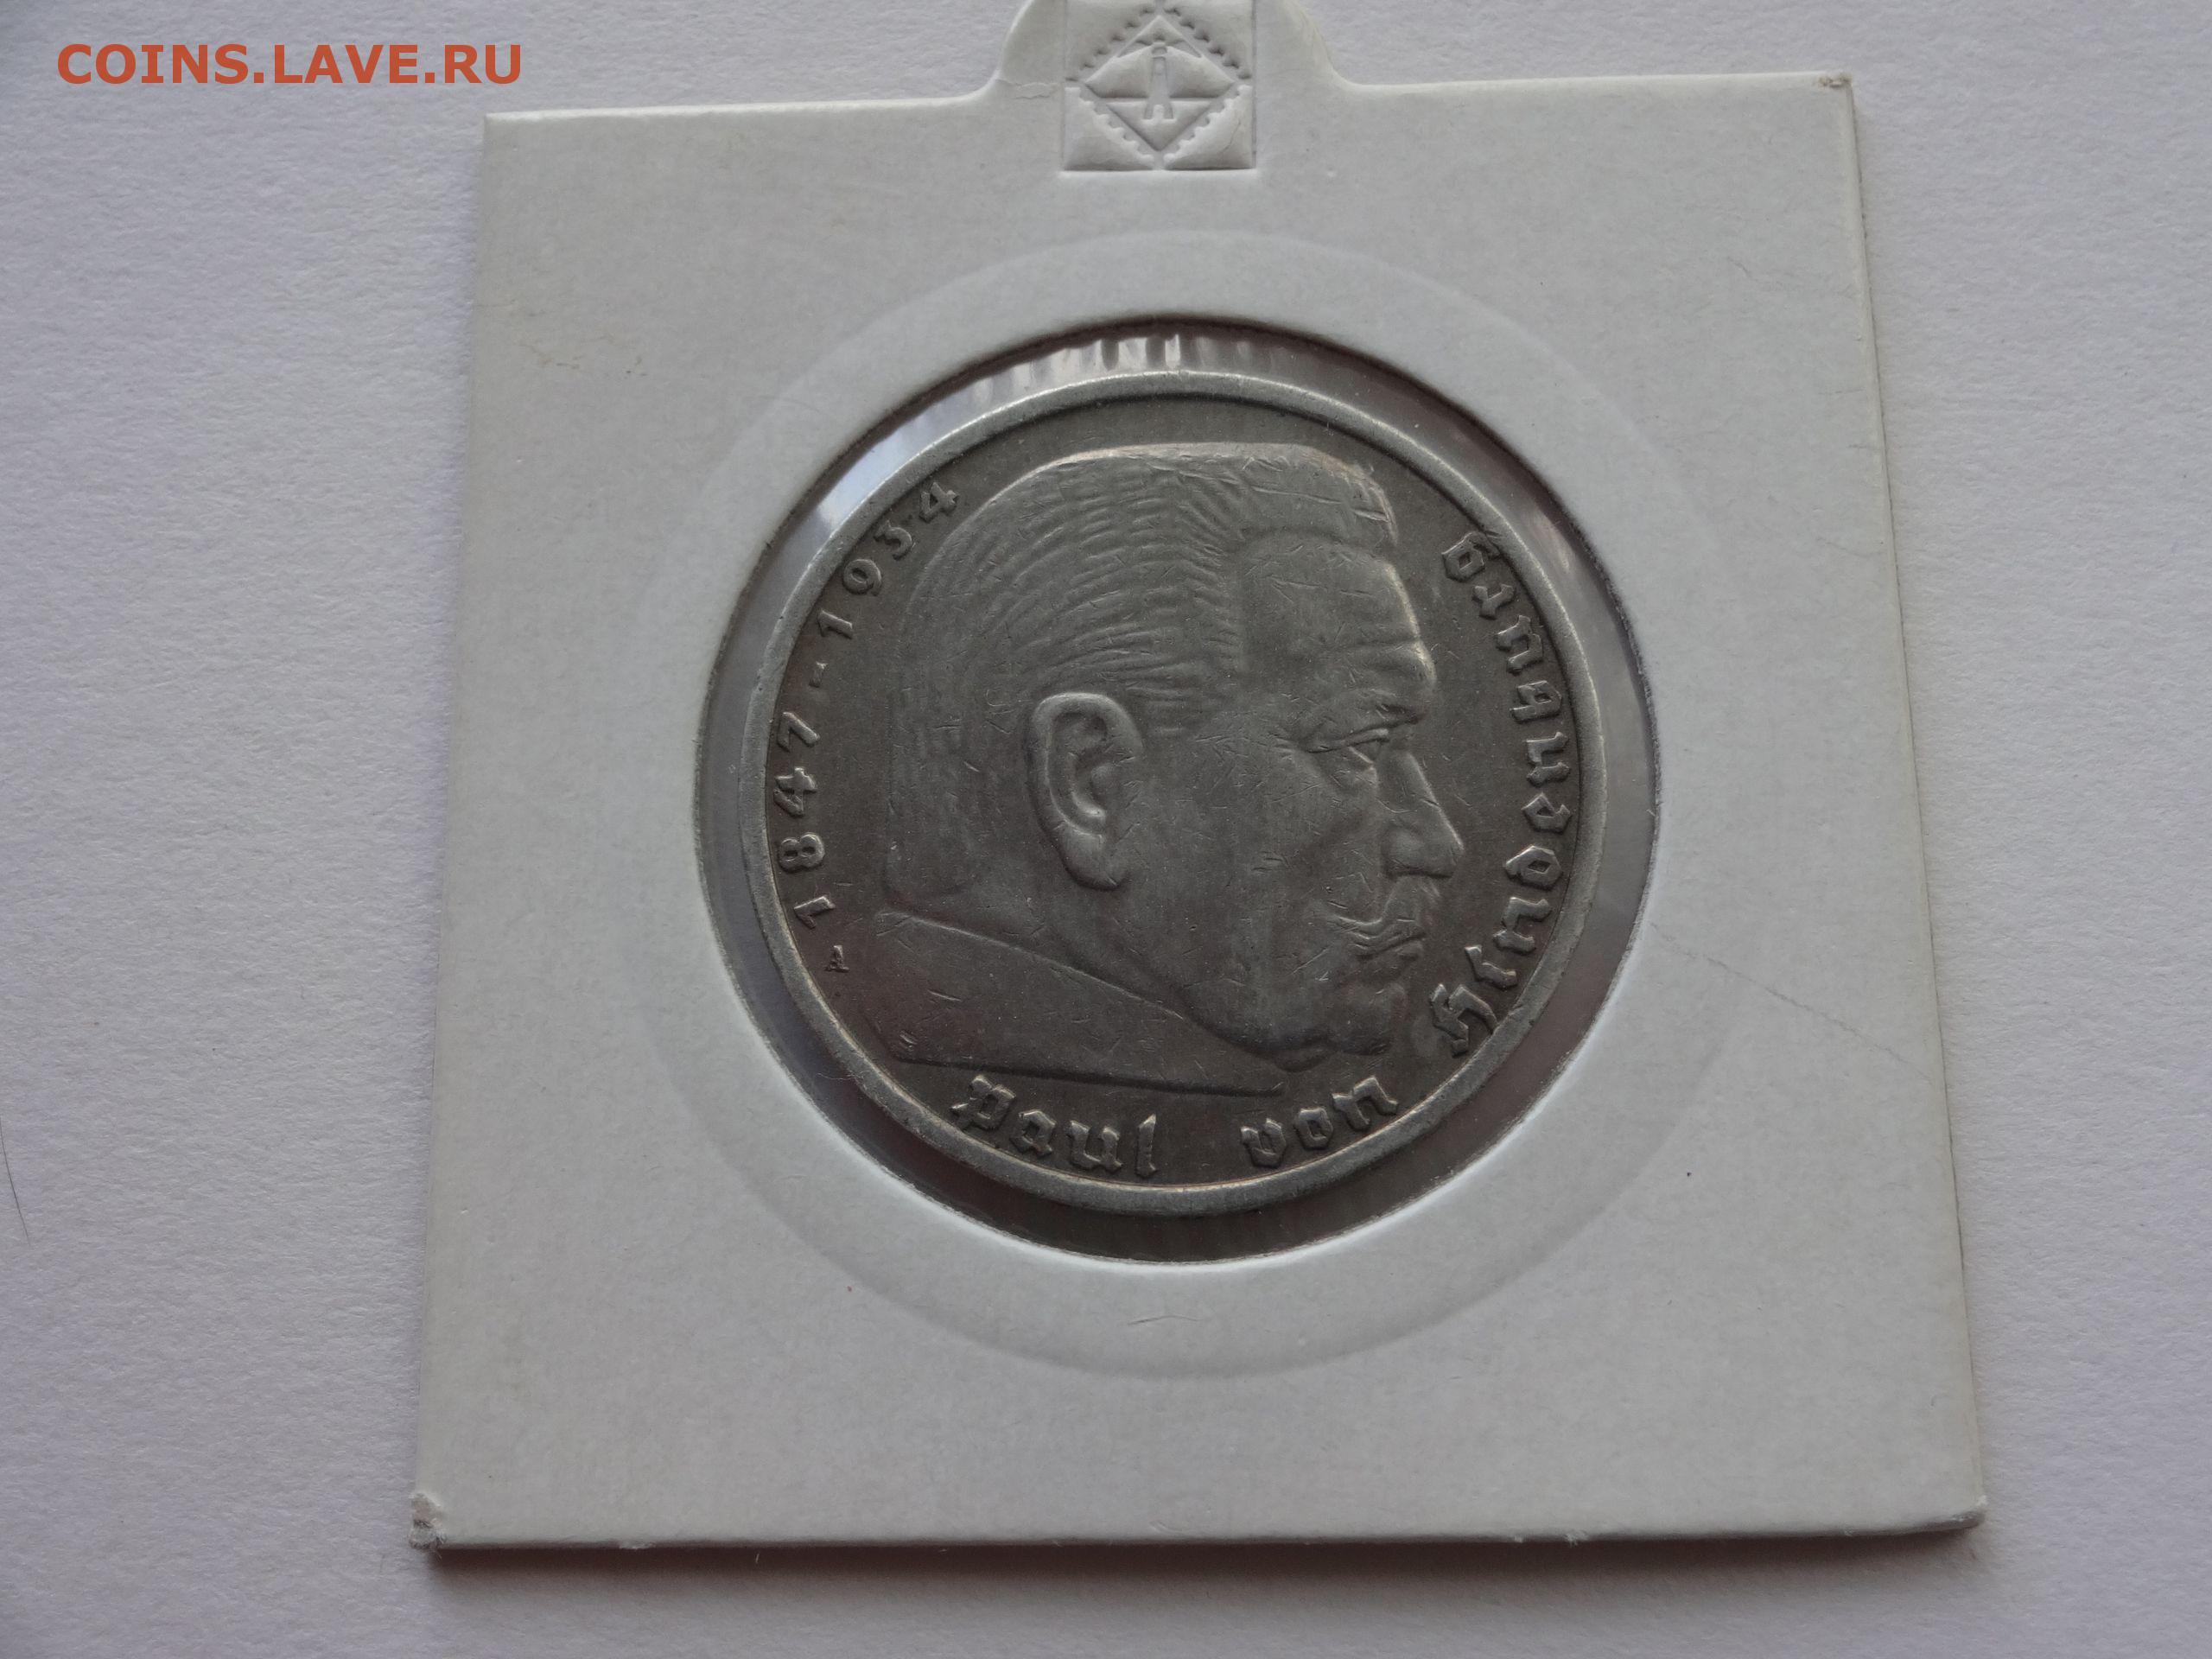 COINS.LAVE.RU
Paul von Hindenburg
1847-1934
A